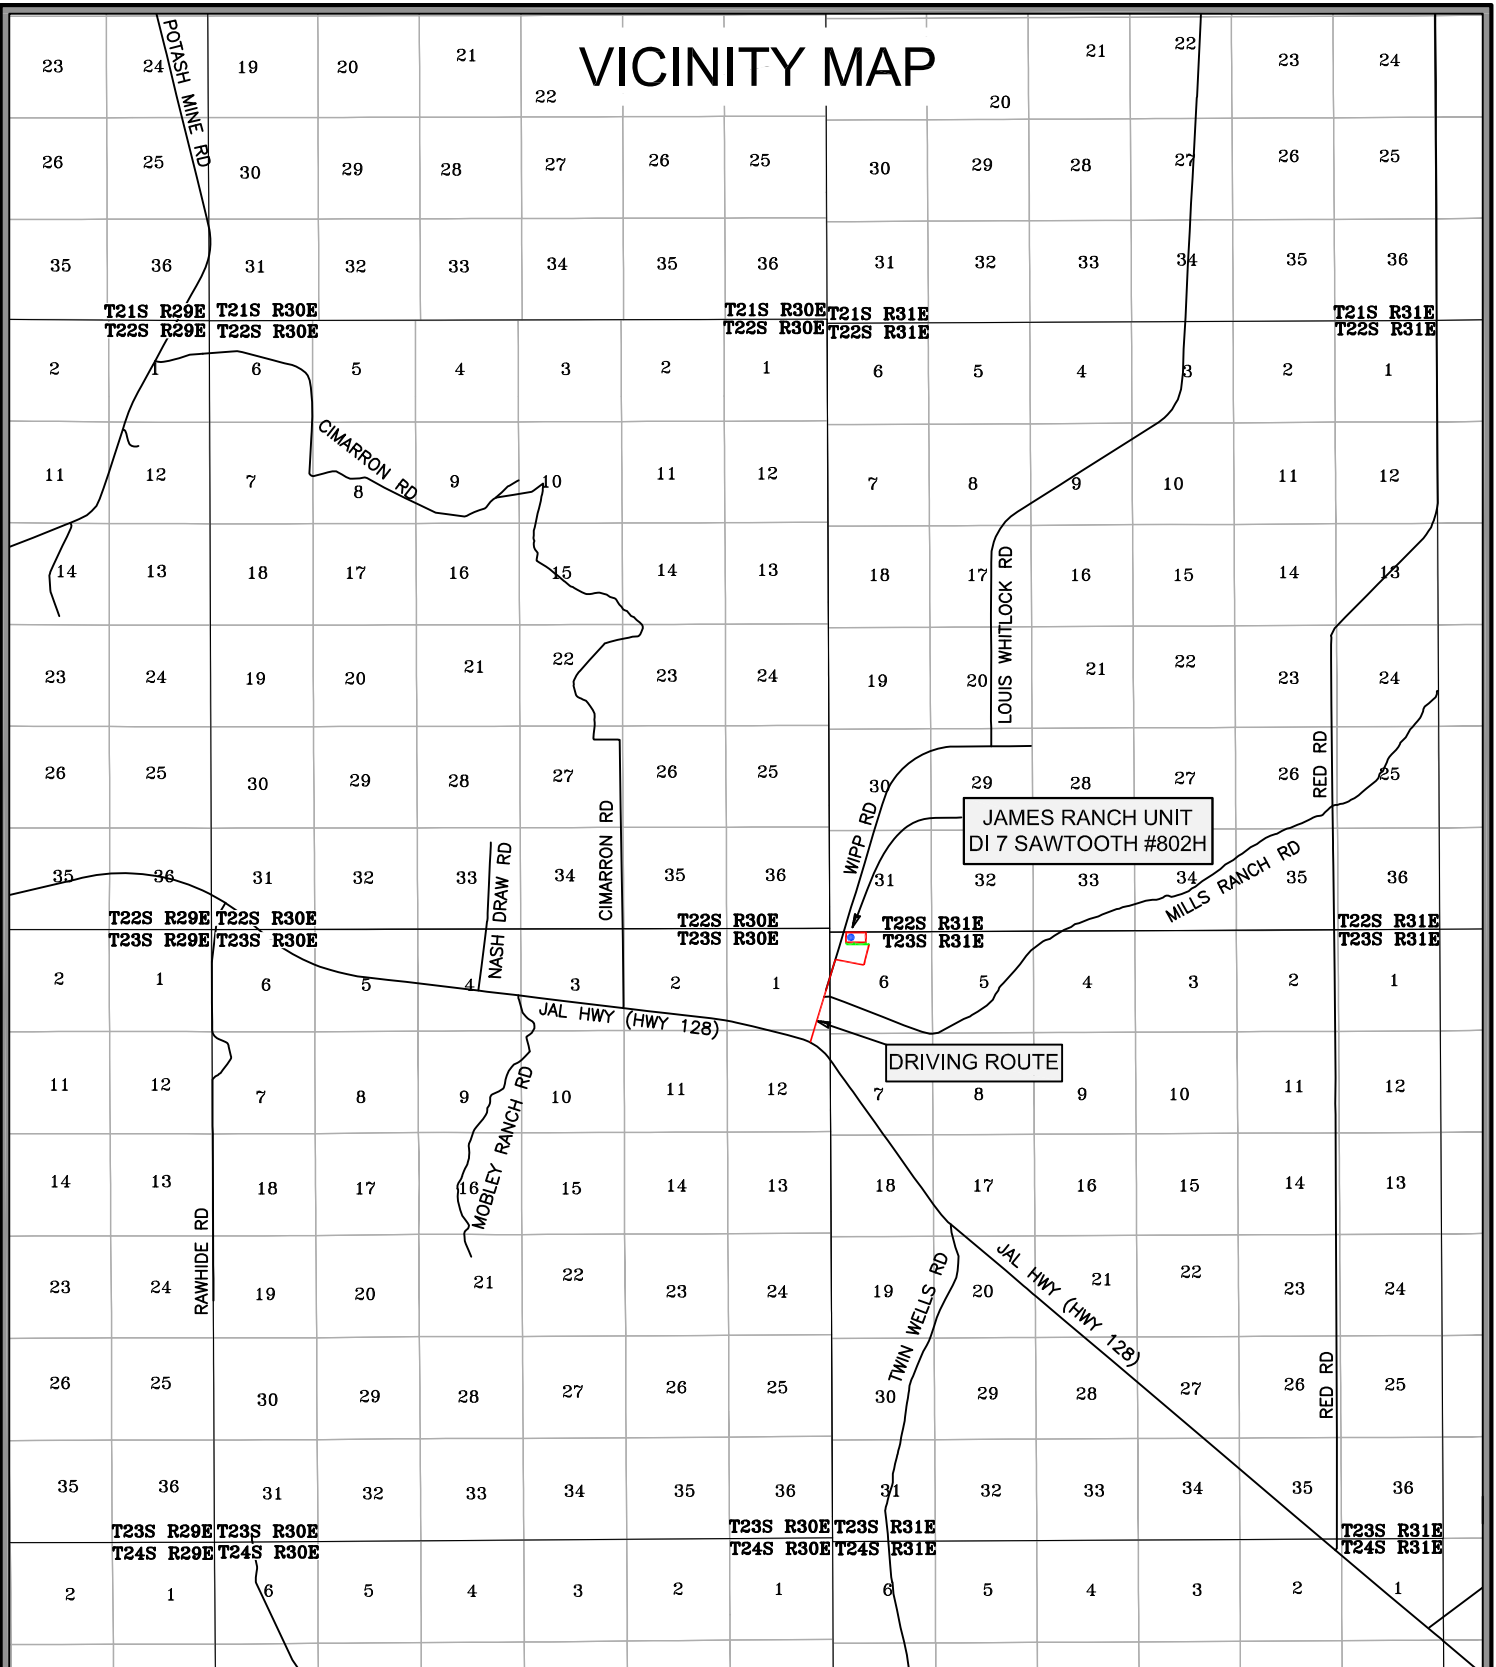 VICINITY MAP
23 24 19 20 21 22 20 21 22 23 24
POTASH MINE RD
26 25 30 29 28 27 26 25 30 29 28 27 26 25
35 36 31 32 33 34 35 36 31 32 33 34 35 36
T21S R29E T21S R30E T21S R30E T21S R31E T21S R31E
T22S R29E T22S R30E T22S R30E T22S R31E T22S R31E
2 1 6 5 4 3 2 1 6 5 4 3 2 1
CIMARRON RD
11 12 7 8 9 10 11 12 7 8 9 10 11 12
14 13 18 17 16 15 14 13 18 17 16 15 14 13
LOUIS WHITLOCK RD
23 24 19 20 21 22 23 24 19 20 21 22 23 24
RED RD
26 25 30 29 28 27 26 25 30 29 28 27 26 25
CIMARRON RD
WIPP RD
JAMES RANCH UNIT
DI 7 SAWTOOTH #802H
NASH DRAW RD
MILLS RANCH RD
35 36 31 32 33 34 35 36 31 32 33 34 35 36
T22S R29E T22S R30E T22S R30E T22S R31E T22S R31E
T23S R29E T23S R30E T23S R30E T23S R31E T23S R31E
2 1 6 5 4 3 2 1 6 5 4 3 2 1
JAL HWY (HWY 128)
DRIVING ROUTE
11 12 7 8 9 10 11 12 7 8 9 10 11 12
MOBLEY RANCH RD
14 13 18 17 16 15 14 13 18 17 16 15 14 13
RAWHIDE RD
23 24 19 20 21 22 23 24 19 20 21 22 23 24
TWIN WELLS RD
JAL HWY (HWY 128)
RED RD
26 25 30 29 28 27 26 25 30 29 28 27 26 25
35 36 31 32 33 34 35 36 31 32 33 34 35 36
T23S R29E T23S R30E T23S R30E T23S R31E T23S R31E
T24S R29E T24S R30E T24S R30E T24S R31E T24S R31E
2 1 6 5 4 3 2 1 6 5 4 3 2 1